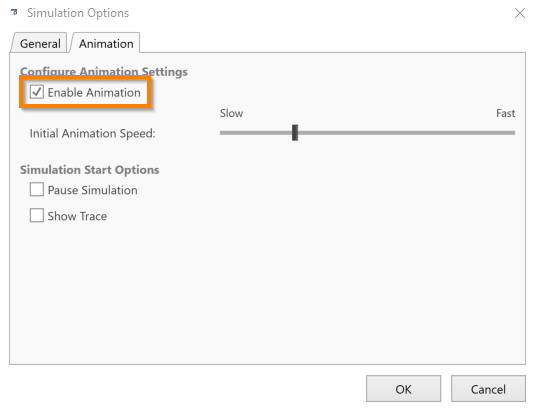 Simulation Options
General Animation
Configure Animation Settings
Enable Animation
Slow Fast
Initial Animation Speed:
Simulation Start Options
Pause Simulation
Show Trace
OK Cancel